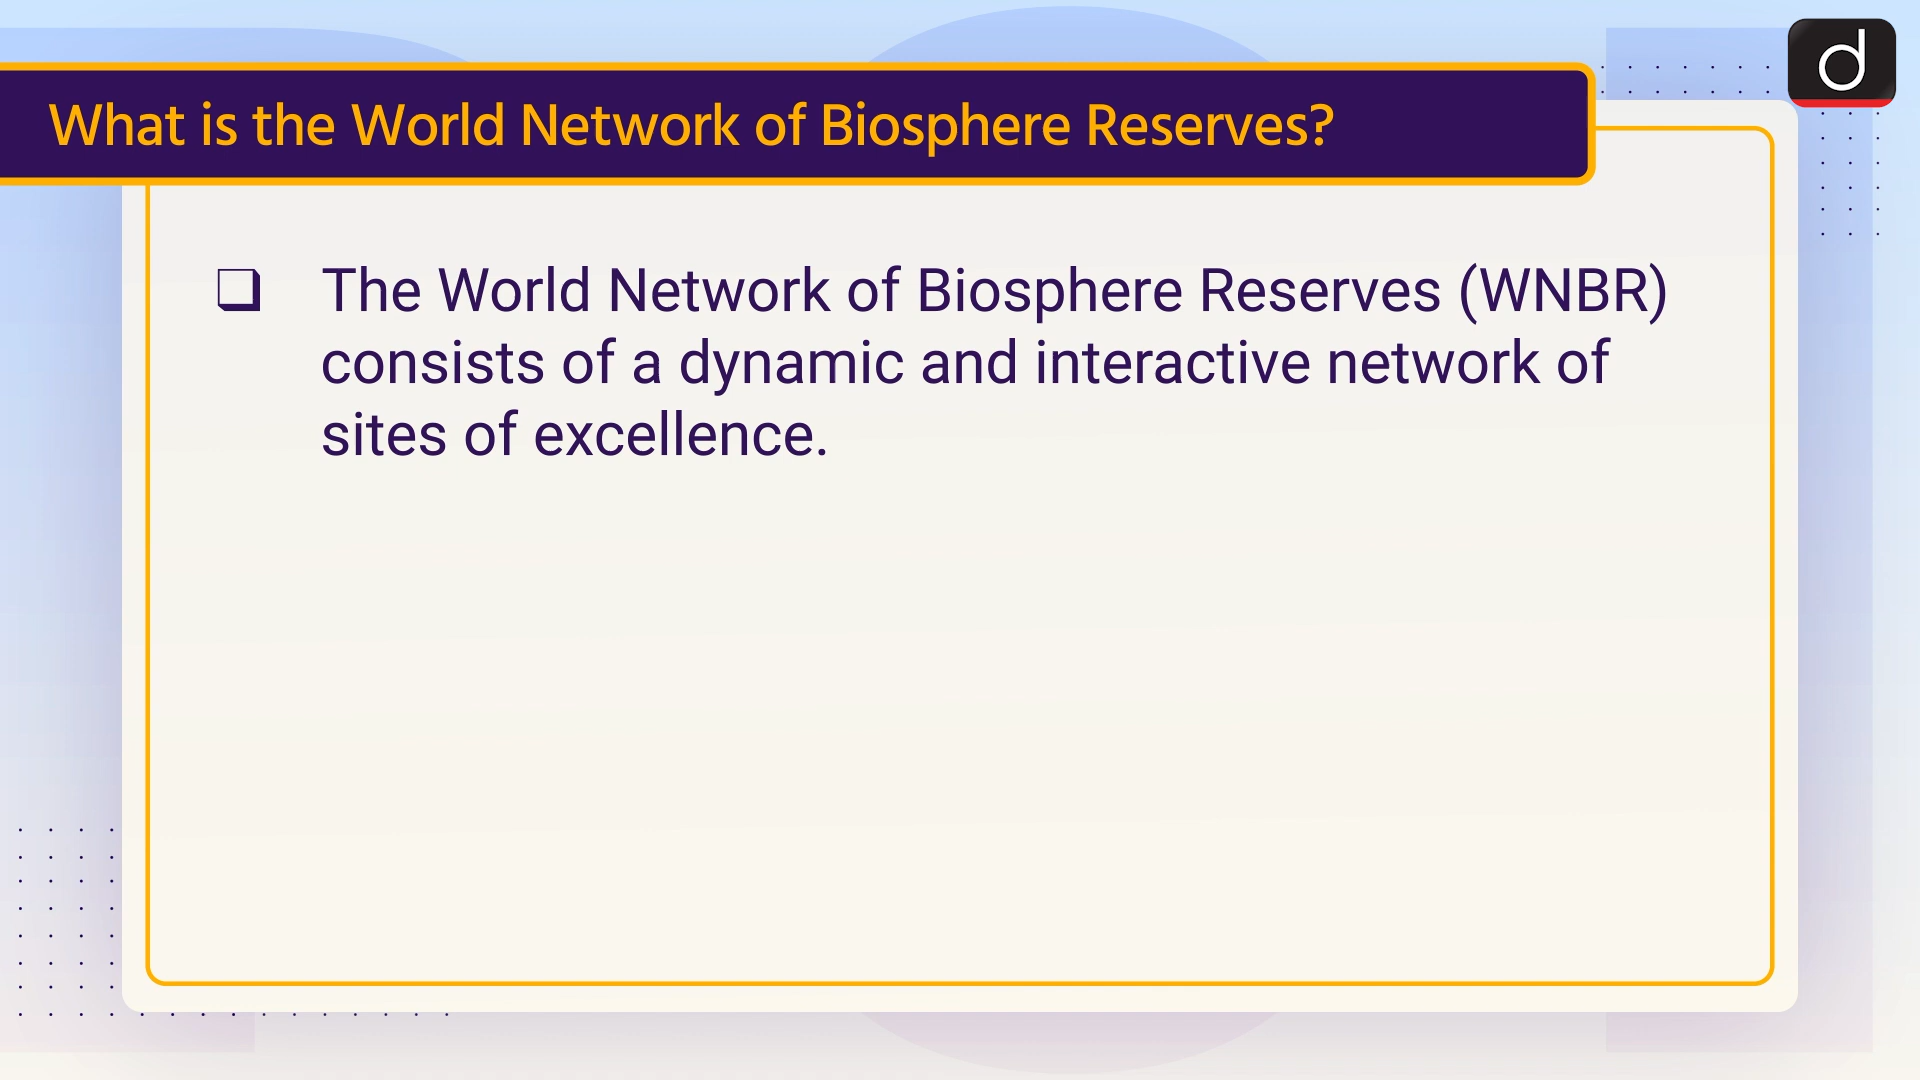 What is the World Network of Biosphere Reserves?
The World Network of Biosphere Reserves (WNBR)
consists of a dynamic and interactive network of
sites of excellence.